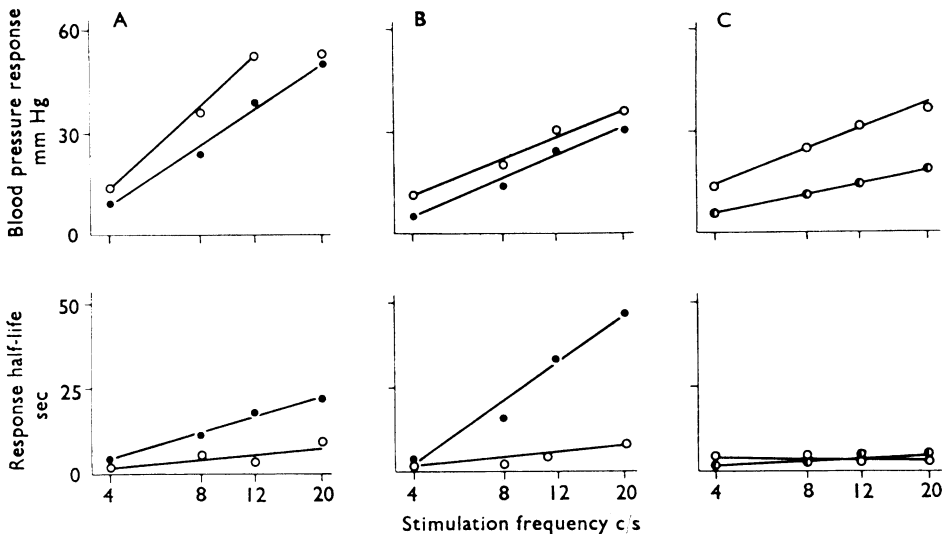 A
B
C
Blood pressure response
mm Hg
60
30
0
Response half-life
sec
50
25
0
4 8 12 20
4 8 12 20
4 8 12 20
Stimulation frequency c/s